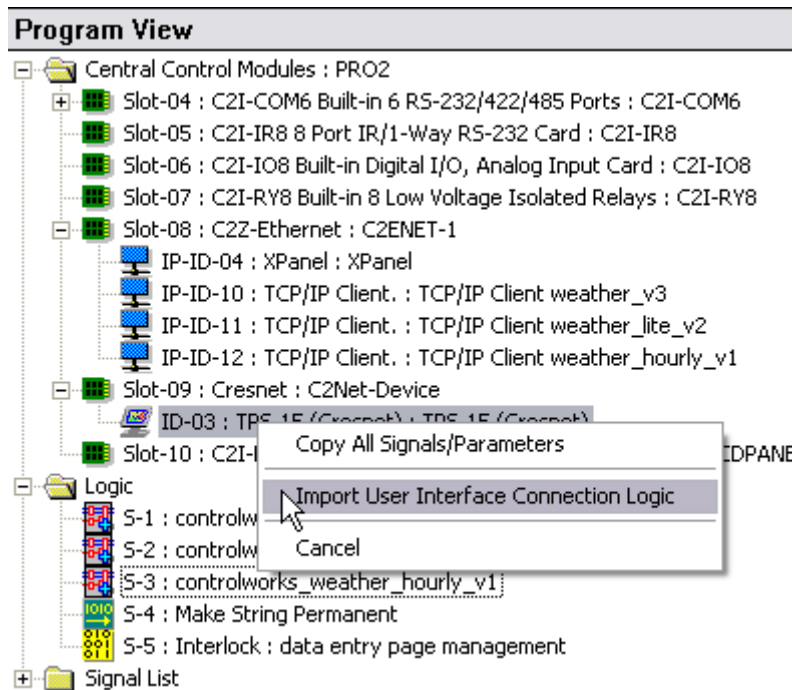 Program View
Central Control Modules : PRO2
Slot-04 : C2I-COM6 Built-in 6 RS-232/422/485 Ports : C2I-COM6
Slot-05 : C2I-IR8 8 Port IR/1-Way RS-232 Card : C2I-IR8
Slot-06 : C2I-IO8 Built-in Digital I/O, Analog Input Card : C2I-IO8
Slot-07 : C2I-RY8 Built-in 8 Low Voltage Isolated Relays : C2I-RY8
Slot-08 : C2Z-Ethernet : C2ENET-1
IP-ID-04 : XPanel : XPanel
IP-ID-10 : TCP/IP Client. : TCP/IP Client weather_v3
IP-ID-11 : TCP/IP Client. : TCP/IP Client weather_lite_v2
IP-ID-12 : TCP/IP Client. : TCP/IP Client weather_hourly_v1
Slot-09 : Cresnet : C2Net-Device
ID-03 : TPS-15 (Cresnet) : TPS-15 (Cresnet)
Copy All Signals/Parameters
Slot-10 : C2I- CDPANE
Import User Interface Connection Logic
Cancel
Logic
S-1 : controlw
S-2 : controlw
S-3 : controlworks_weather_hourly_v1
S-4 : Make String Permanent
S-5 : Interlock : data entry page management
Signal List